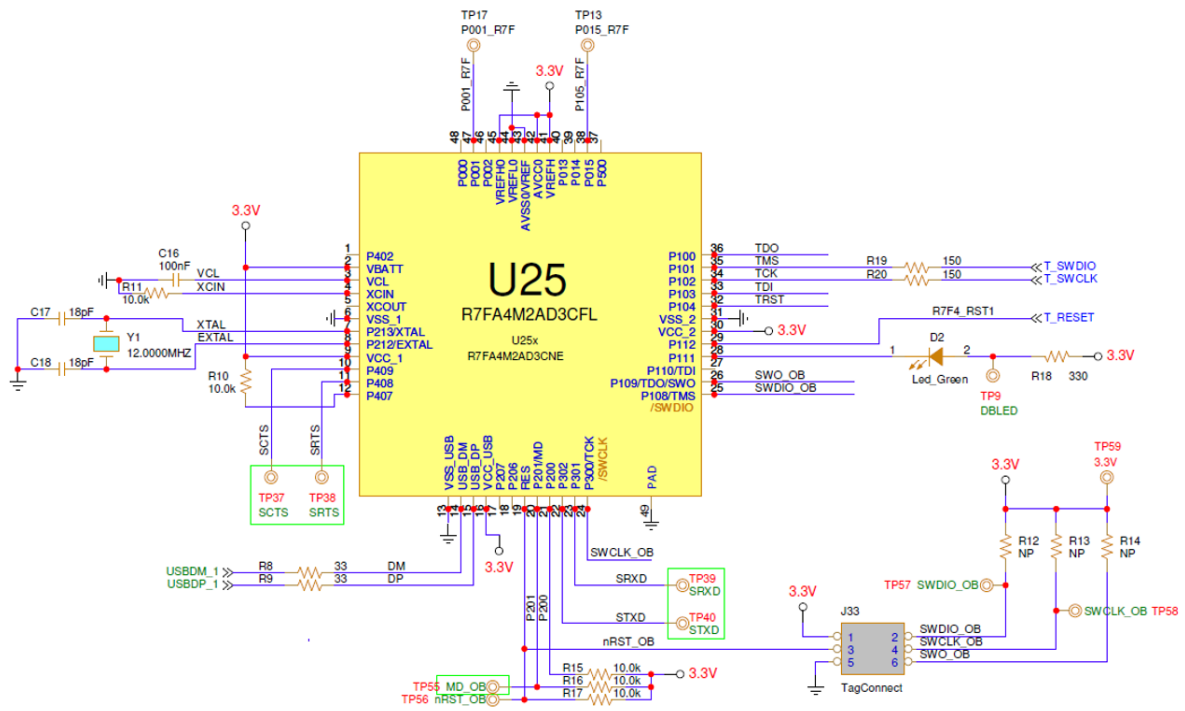 TP17
P001_R7F
TP13
P015_R7F
3.3V
P001_R7F
P105_R7F
48
47
46
45
44
43
42
41
40
39
38
37
P000
P001
P002
VREFH0
VREFL0
AVSS0/VREF
AVCC0
VREFH
P013
P014
P015
P500
3.3V
C16
100nF
VCL
R11
10.0k
XCIN
C17
18pF
XTAL
Y1
EXTAL
12.0000MHZ
C18
18pF
R10
10.0k
1
2
3
4
5
6
7
8
9
10
11
12
P402
VBATT
VCL
XCIN
XCOUT
VSS_1
P213/XTAL
P212/EXTAL
VCC_1
P409
P408
P407
U25
R7FA4M2AD3CFL
U25x
R7FA4M2AD3CNE
P100
P101
P102
P103
P104
VSS_2
VCC_2
P112
P111
P110/TDI
P109/TDO/SWO
P108/TMS
/SWDIO
36
35
34
33
32
31
30
29
28
27
26
25
TDO
TMS
TCK
TDI
TRST
R19
150
T_SWDIO
R20
150
T_SWCLK
3.3V
R7F4_RST1
T_RESET
D2
1
2
Led_Green
R18
330
3.3V
TP9
DBLED
SWO_OB
SWDIO_OB
SCTS
SRTS
TP37
SCTS
TP38
SRTS
VSS_USB
USB_DM
USB_DP
VCC_USB
P207
P206
RES
P201/MD
P200
P302
P301
P300/TCK
/SWCLK
PAD
13
14
15
16
17
18
19
20
21
22
23
24
49
3.3V
USBDM_1
R8
33
DM
USBDP_1
R9
33
DP
P201
P200
SWCLK_OB
SRXD
TP39
SRXD
STXD
TP40
STXD
nRST_OB
R15
10.0k
3.3V
R16
10.0k
R17
10.0k
TP55
MD_OB
TP56
nRST_OB
TP59
3.3V
3.3V
R12
NP
R13
NP
R14
NP
TP57
SWDIO_OB
SWCLK_OB
TP58
3.3V
J33
1
2
3
4
5
6
SWDIO_OB
SWCLK_OB
SWO_OB
TagConnect